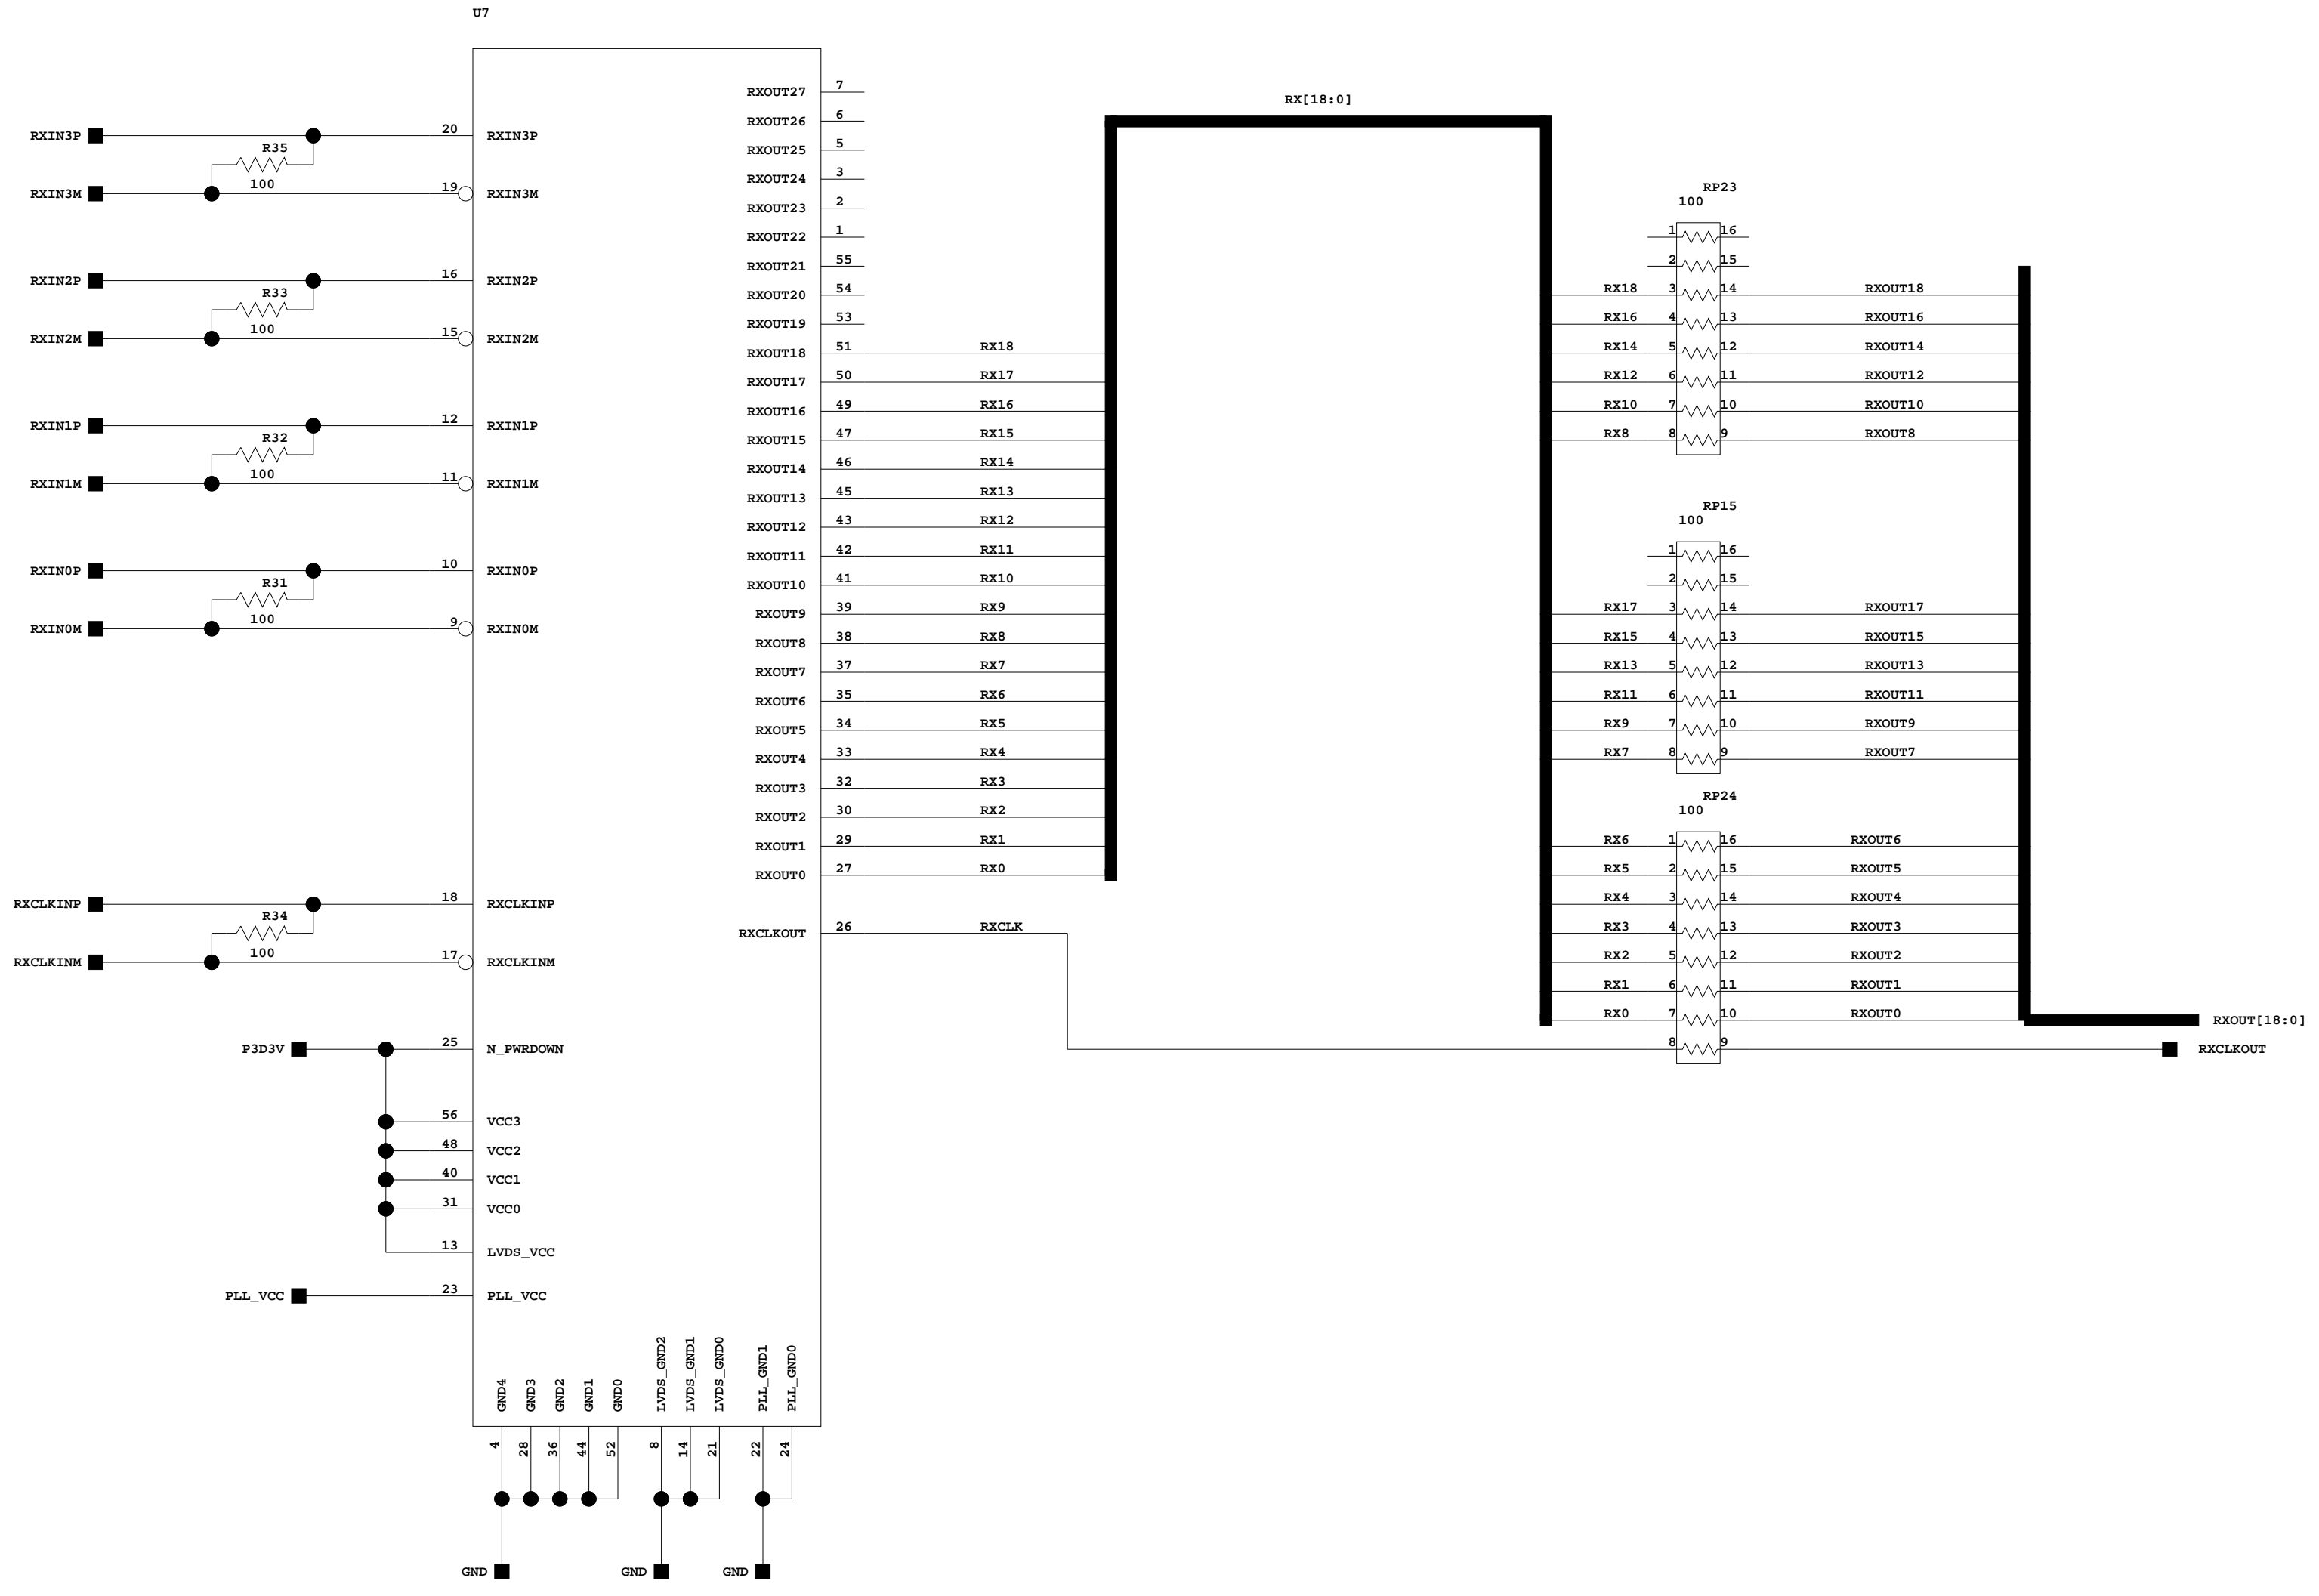 U7
RXOUT27 7
RX[18:0]
RXOUT26 6
RXIN3P 20 RXIN3P
RXOUT25 5
R35
100
RXOUT24 3
RXIN3M 19 RXIN3M
RXOUT23 2
RXOUT22 1
RXOUT21 55
RXIN2P 16 RXIN2P
R33
100
RXOUT20 54
RXOUT19 53
RXIN2M 15 RXIN2M
RXOUT18 51 RX18
RXOUT17 50 RX17
RXOUT16 49 RX16
RXIN1P 12 RXIN1P
R32
100
RXOUT15 47 RX15
RXOUT14 46 RX14
RXIN1M 11 RXIN1M
RXOUT13 45 RX13
RXOUT12 43 RX12
RXOUT11 42 RX11
RXIN0P 10 RXIN0P
R31
100
RXOUT10 41 RX10
RXOUT9 39 RX9
RXIN0M 9 RXIN0M
RXOUT8 38 RX8
RXOUT7 37 RX7
RXOUT6 35 RX6
RXOUT5 34 RX5
RXOUT4 33 RX4
RXOUT3 32 RX3
RXOUT2 30 RX2
RXOUT1 29 RX1
RXOUT0 27 RX0
RXCLKINP 18 RXCLKINP
R34
100
RXCLKOUT 26 RXCLK
RXCLKINM 17 RXCLKINM
P3D3V 25 N_PWRDOWN
56 VCC3
48 VCC2
40 VCC1
31 VCC0
13 LVDS_VCC
PLL_VCC 23 PLL_VCC
GND4 GND3 GND2 GND1 GND0 LVDS_GND2 LVDS_GND1 LVDS_GND0 PLL_GND1 PLL_GND0
4 28 36 44 52 8 14 21 22 24
GND GND GND
RP23
100
1 16
2 15
RX18 3 14 RXOUT18
RX16 4 13 RXOUT16
RX14 5 12 RXOUT14
RX12 6 11 RXOUT12
RX10 7 10 RXOUT10
RX8 8 9 RXOUT8
RP15
100
1 16
2 15
RX17 3 14 RXOUT17
RX15 4 13 RXOUT15
RX13 5 12 RXOUT13
RX11 6 11 RXOUT11
RX9 7 10 RXOUT9
RX7 8 9 RXOUT7
RP24
100
RX6 1 16 RXOUT6
RX5 2 15 RXOUT5
RX4 3 14 RXOUT4
RX3 4 13 RXOUT3
RX2 5 12 RXOUT2
RX1 6 11 RXOUT1
RX0 7 10 RXOUT0 RXOUT[18:0]
8 9 RXCLKOUT